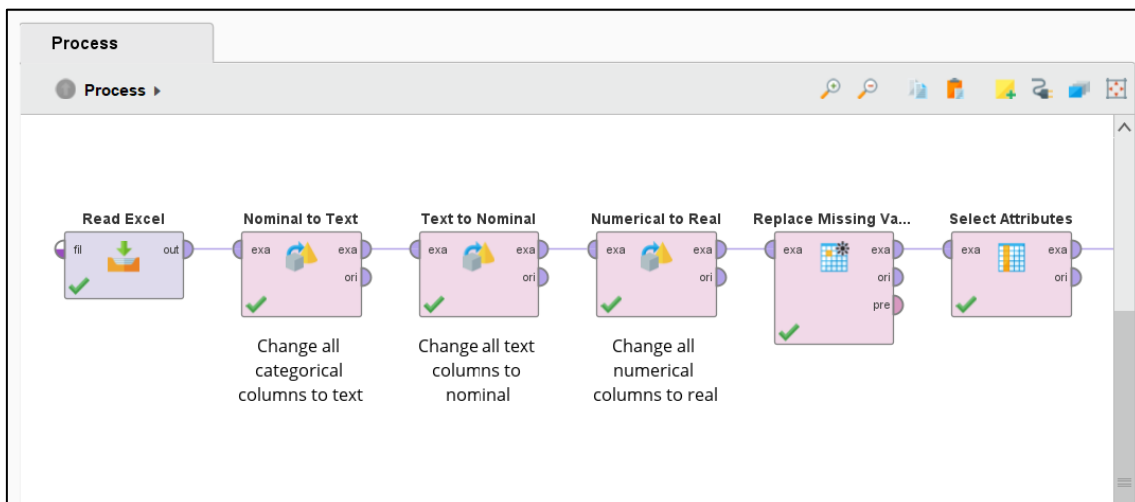 Process
Process
Read Excel
Nominal to Text
Text to Nominal
Numerical to Real
Replace Missing Va...
Select Attributes
fil
out
exa
exa
exa
exa
exa
exa
exa
exa
exa
exa
ori
ori
ori
ori
ori
pre
Change all
categorical
columns to text
Change all text
columns to
nominal
Change all
numerical
columns to real